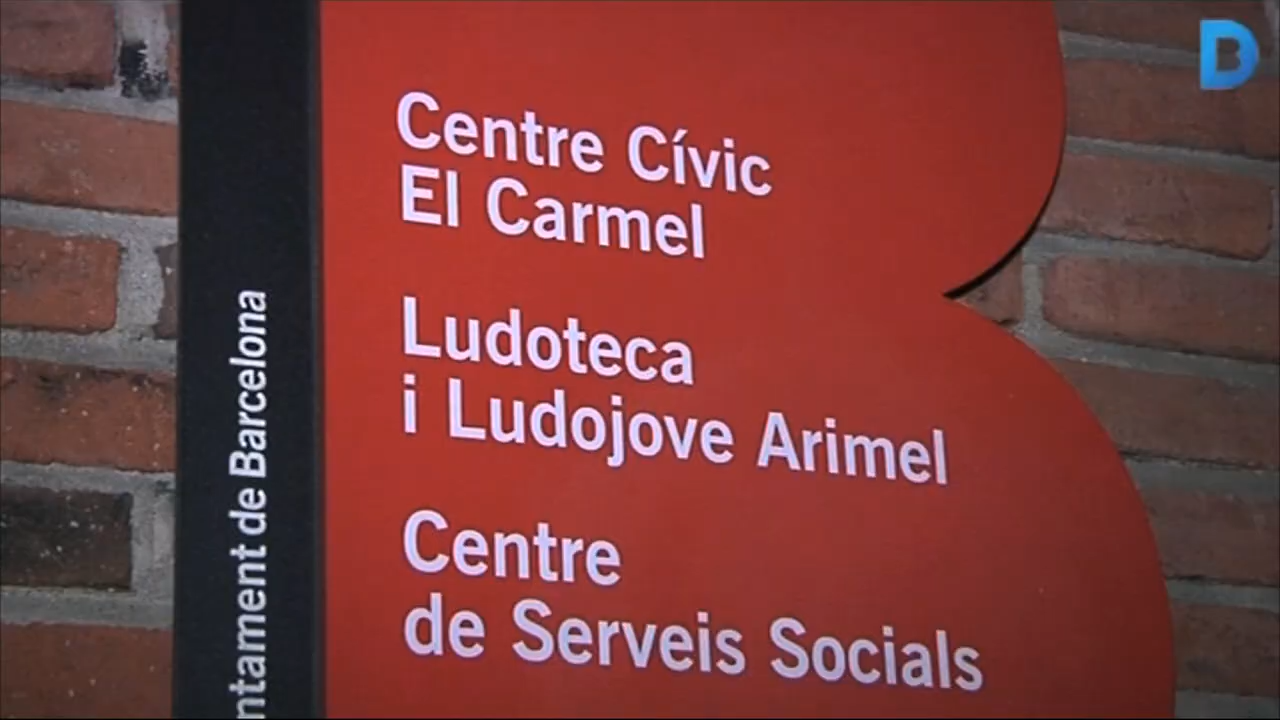 Centre Cívic
El Carmel
Ludoteca
i Ludojove Arimel
Centre
de Serveis Socials
ntament de Barcelona